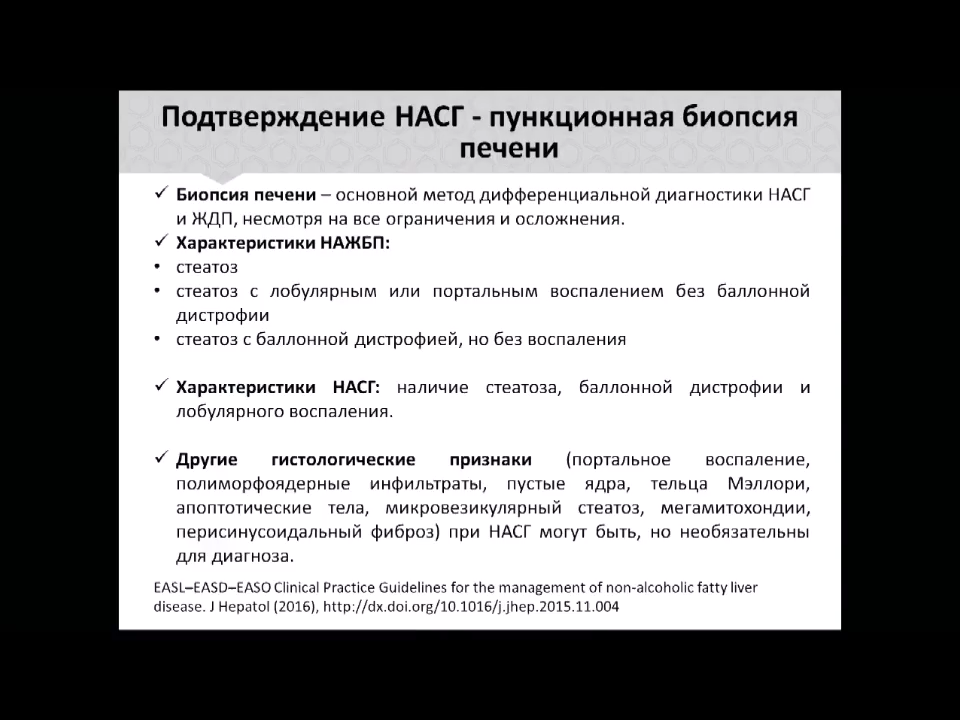 Подтверждение НАСГ - пункционная биопсия
печени
✓ Биопсия печени – основной метод дифференциальной диагностики НАСГ
и ЖДП, несмотря на все ограничения и осложнения.
✓ Характеристики НАЖБП:
• стеатоз
• стеатоз с лобулярным или портальным воспалением без баллонной
дистрофии
• стеатоз с баллонной дистрофией, но без воспаления
✓ Характеристики НАСГ: наличие стеатоза, баллонной дистрофии и
лобулярного воспаления.
✓ Другие гистологические признаки (портальное воспаление,
полиморфоядерные инфильтраты, пустые ядра, тельца Мэллори,
апоптотические тела, микровезикулярный стеатоз, мегамитохондии,
перисинусоидальный фиброз) при НАСГ могут быть, но необязательны
для диагноза.
EASL–EASD–EASO Clinical Practice Guidelines for the management of non-alcoholic fatty liver
disease. J Hepatol (2016), http://dx.doi.org/10.1016/j.jhep.2015.11.004